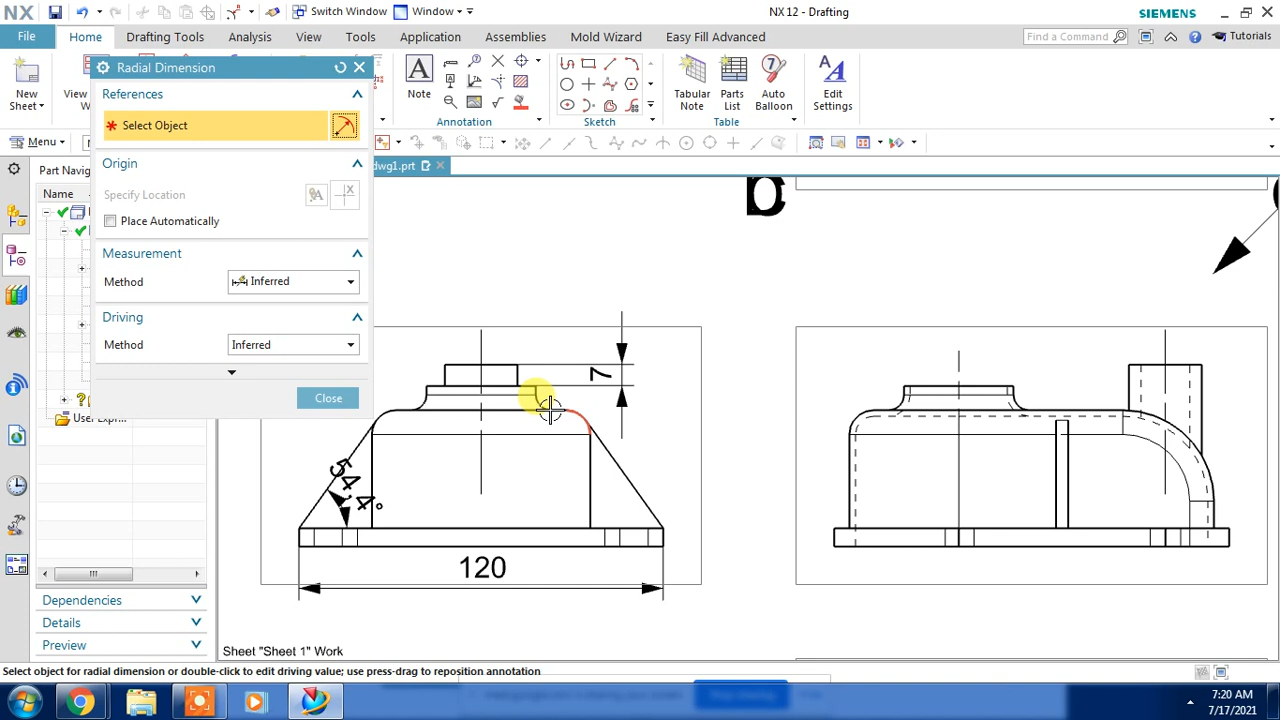 NX
Switch Window
Window
NX 12 - Drafting
SIEMENS
File
Home
Drafting Tools
Analysis
View
Tools
Application
Assemblies
Mold Wizard
Easy Fill Advanced
Find a Command
Tutorials
New
Sheet
View W
Radial Dimension
References
* Select Object
Origin
Specify Location
Place Automatically
Measurement
Method
Inferred
Driving
Method
Inferred
Close
A
Note
Annotation
Sketch
Tabular
Note
Parts
List
Auto
Balloon
Table
Edit
Settings
Menu
dwg1.prt
Part Navig
Name
User Expr...
Dependencies
Details
Preview
b
7
54°
120
Sheet "Sheet 1" Work
Select object for radial dimension or double-click to edit driving value; use press-drag to reposition annotation
7:20 AM
7/17/2021